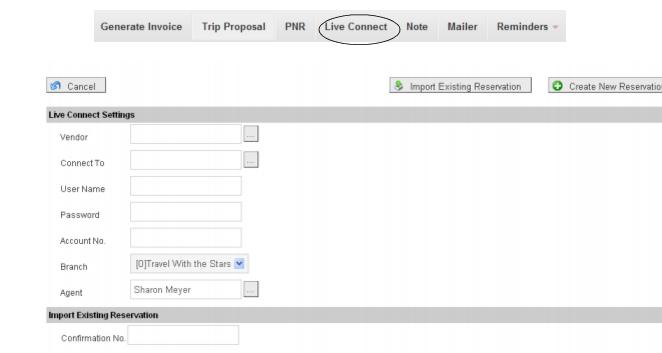 Generate Invoice Trip Proposal PNR Live Connect Note Mailer Reminders
Cancel Import Existing Reservation Create New Reservation
Live Connect Settings
Vendor ...
Connect To ...
User Name
Password
Account No.
Branch [0]Travel With the Stars
Agent Sharon Meyer ...
Import Existing Reservation
Confirmation No.